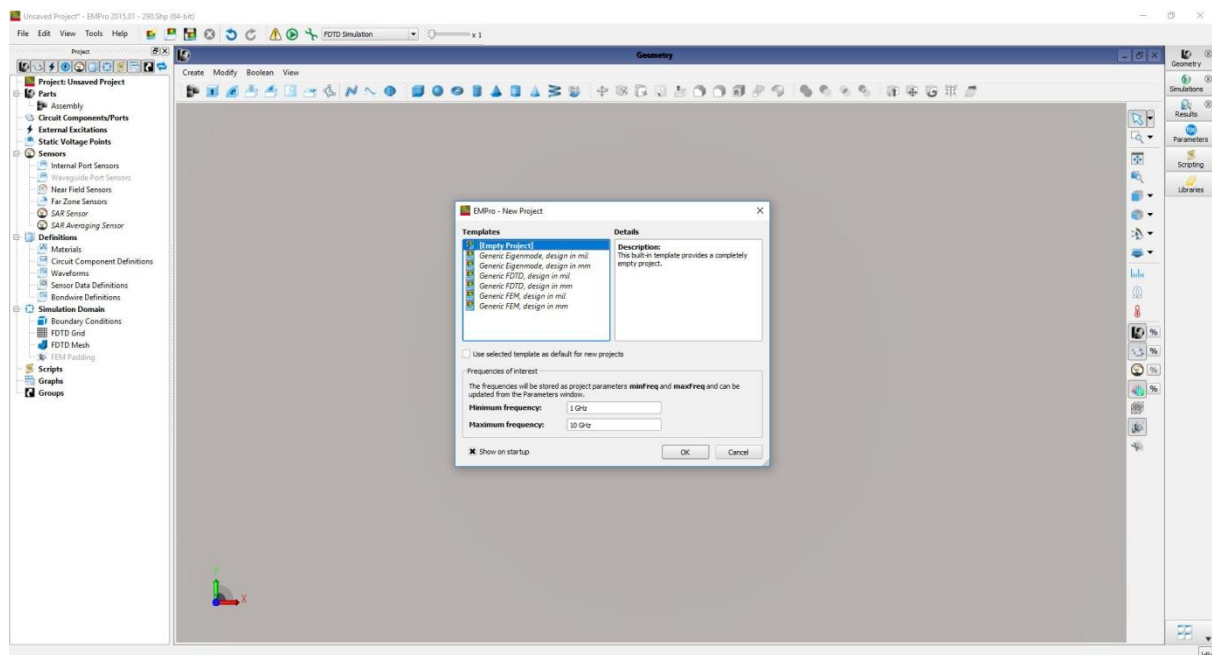 Unsaved Project* - EMPro 2015.01 - 290.Shp (64-bit)
File Edit View Tools Help
FDTD Simulation
x 1
Project
Geometry
Create Modify Boolean View
Project: Unsaved Project
Parts
Assembly
Circuit Components/Ports
External Excitations
Static Voltage Points
Sensors
Internal Port Sensors
Waveguide Port Sensors
Near Field Sensors
Far Zone Sensors
SAR Sensor
SAR Averaging Sensor
Definitions
Materials
Circuit Component Definitions
Waveforms
Sensor Data Definitions
Bondwire Definitions
Simulation Domain
Boundary Conditions
FDTD Grid
FDTD Mesh
FEM Padding
Scripts
Graphs
Groups
EMPro - New Project
Templates
[Empty Project]
Generic Eigenmode, design in mil
Generic Eigenmode, design in mm
Generic FDTD, design in mil
Generic FDTD, design in mm
Generic FEM, design in mil
Generic FEM, design in mm
Details
Description:
This built-in template provides a completely
empty project.
Use selected template as default for new projects
Frequencies of interest
The frequencies will be stored as project parameters minFreq and maxFreq and can be
updated from the Parameters window.
Minimum frequency: 1 GHz
Maximum frequency: 10 GHz
Show on startup
OK Cancel
Y
X
Geometry
Simulations
Results
Parameters
Scripting
Libraries
%
%
%
%
Idle